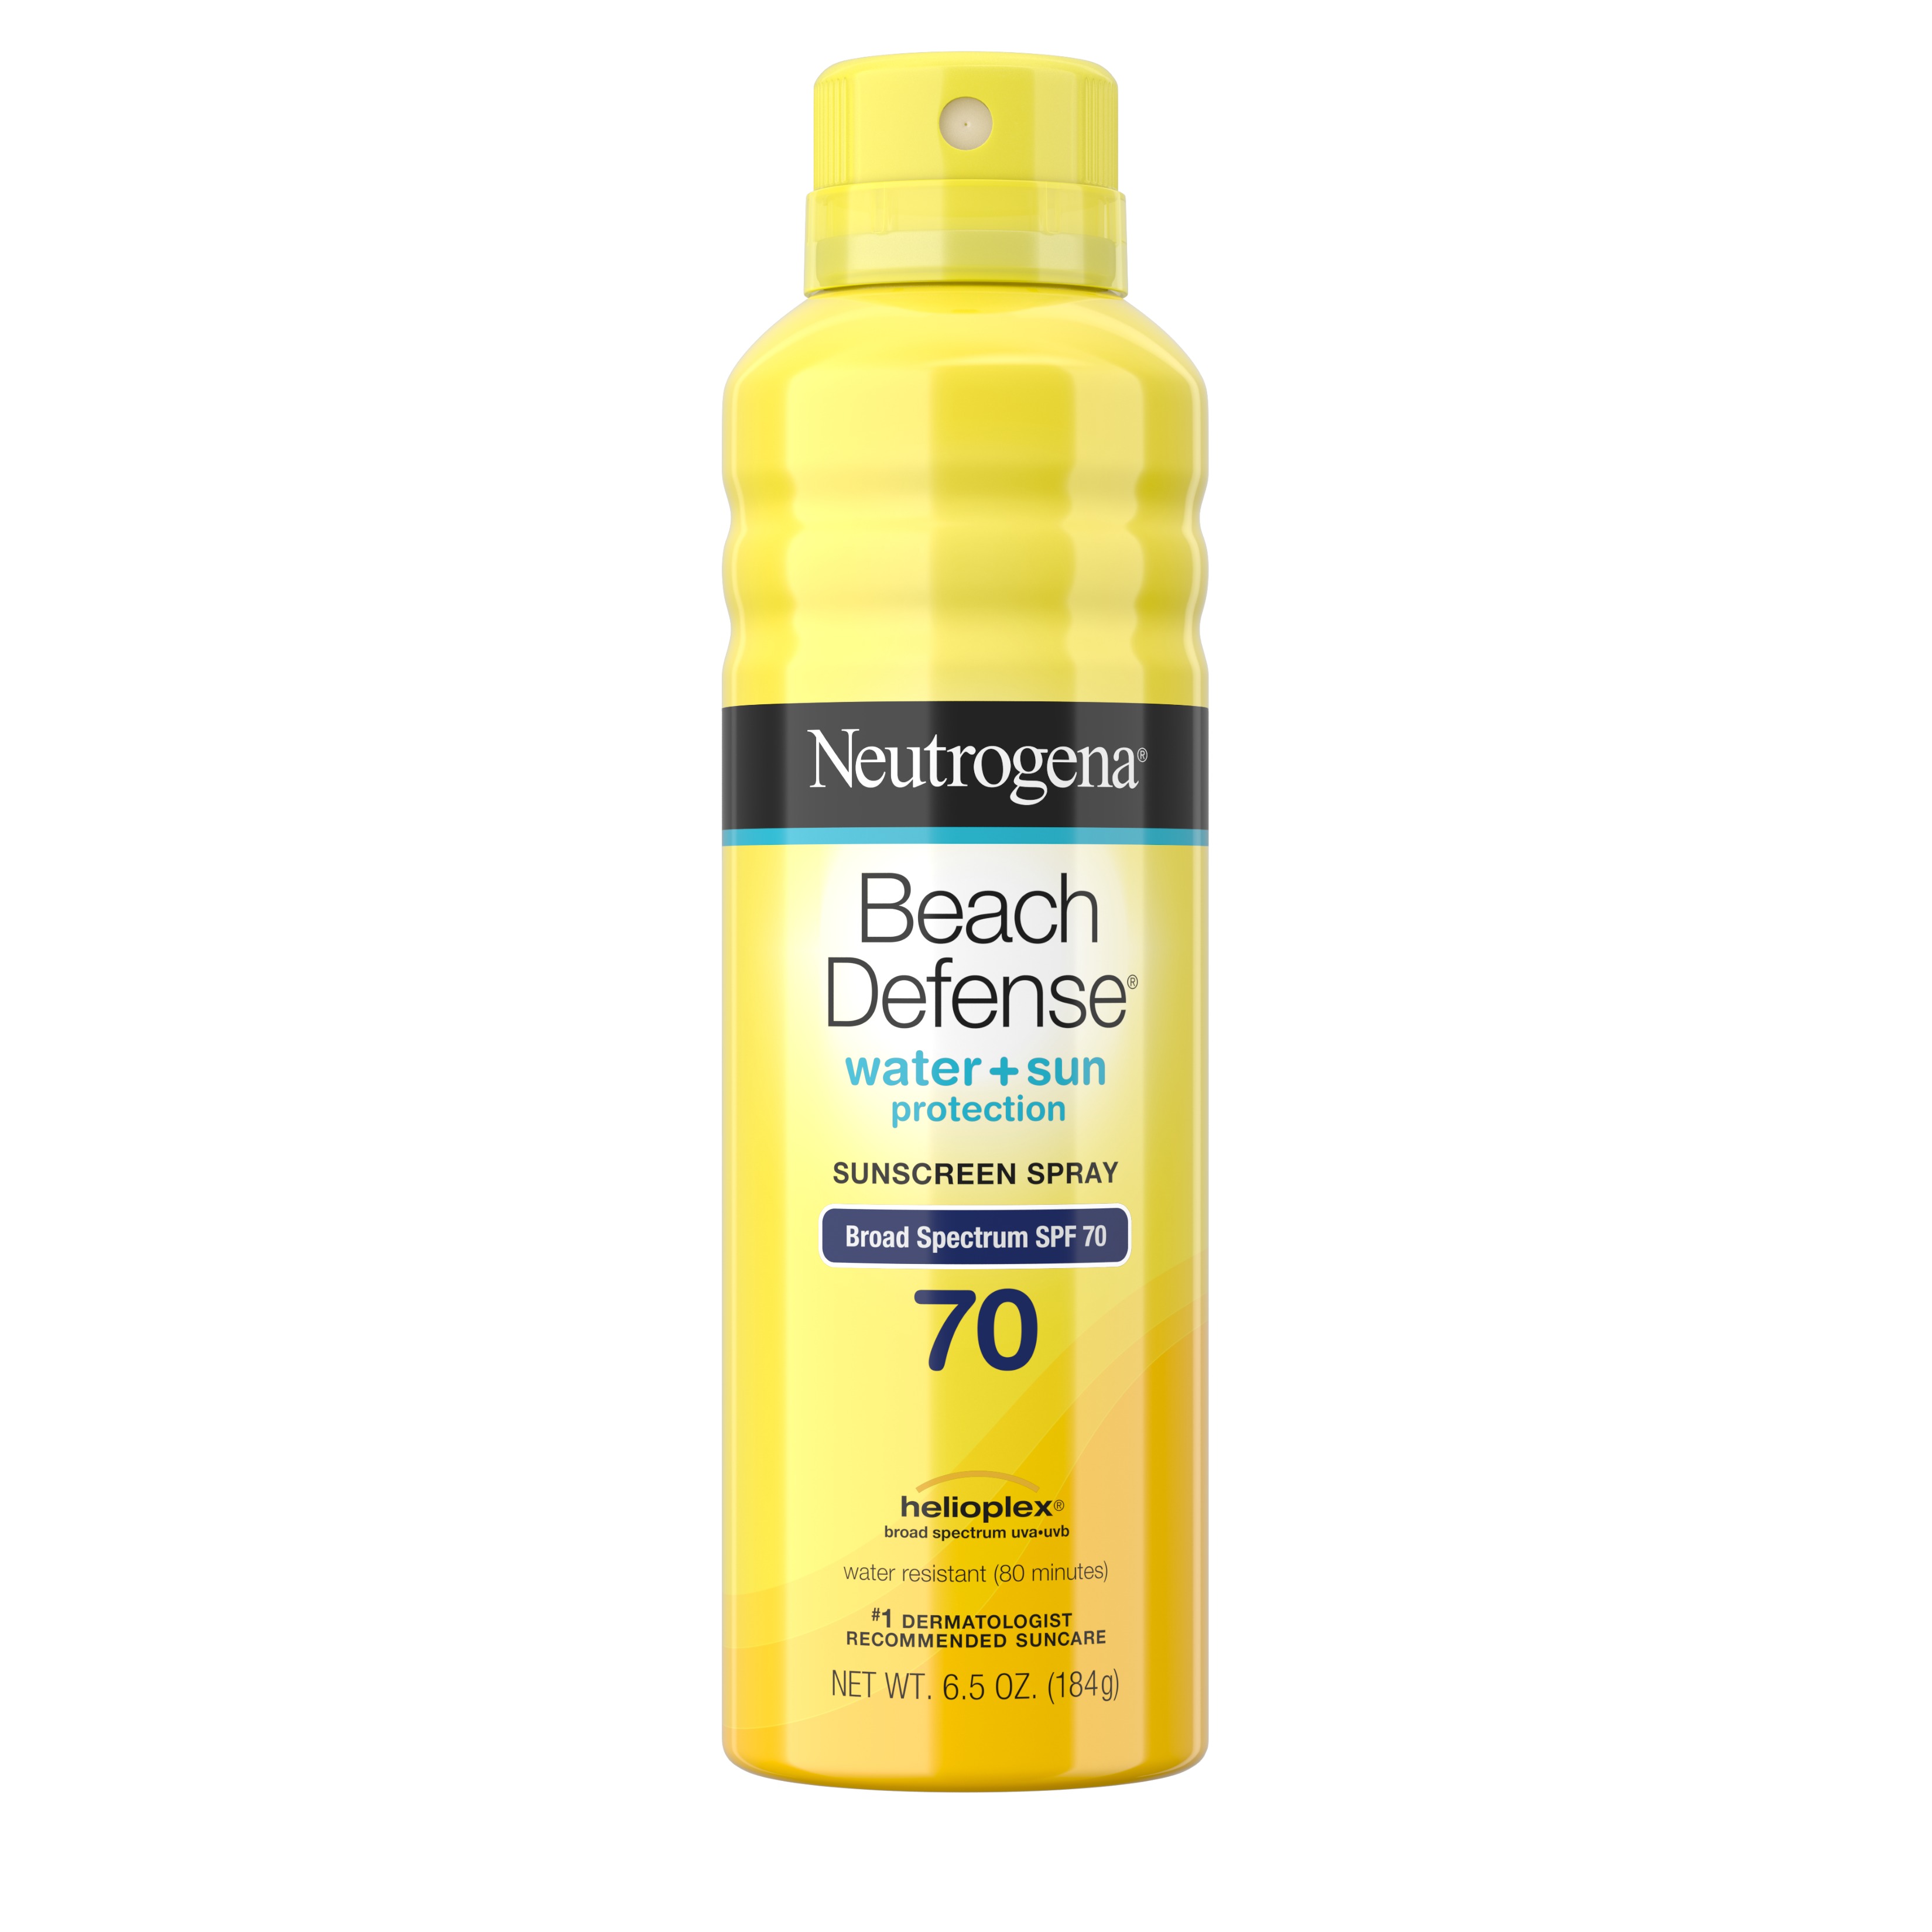 Neutrogena®
Beach
Defense®
water+sun
protection
SUNSCREEN SPRAY
Broad Spectrum SPF 70
70
helioplex®
broad spectrum uva•uvb
water resistant (80 minutes)
#1 DERMATOLOGIST
RECOMMENDED SUNCARE
NET WT. 6.5 OZ. (184g)